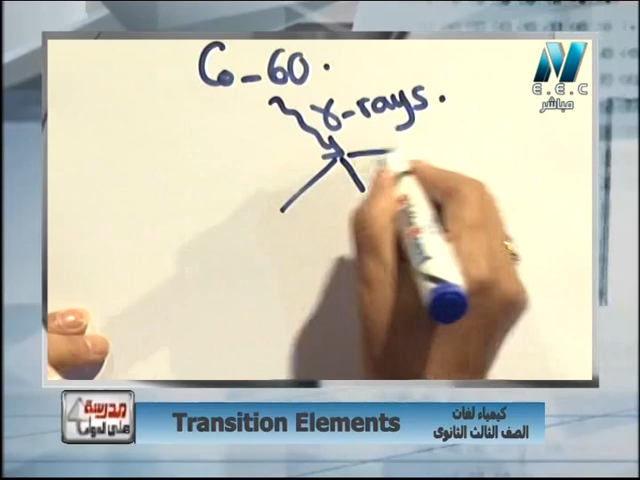 Co-60.
γ-rays.
E.E.C
مباشر
مدرسة
على الهواء
Transition Elements
كيمياء لغات
الصف الثالث الثانوى